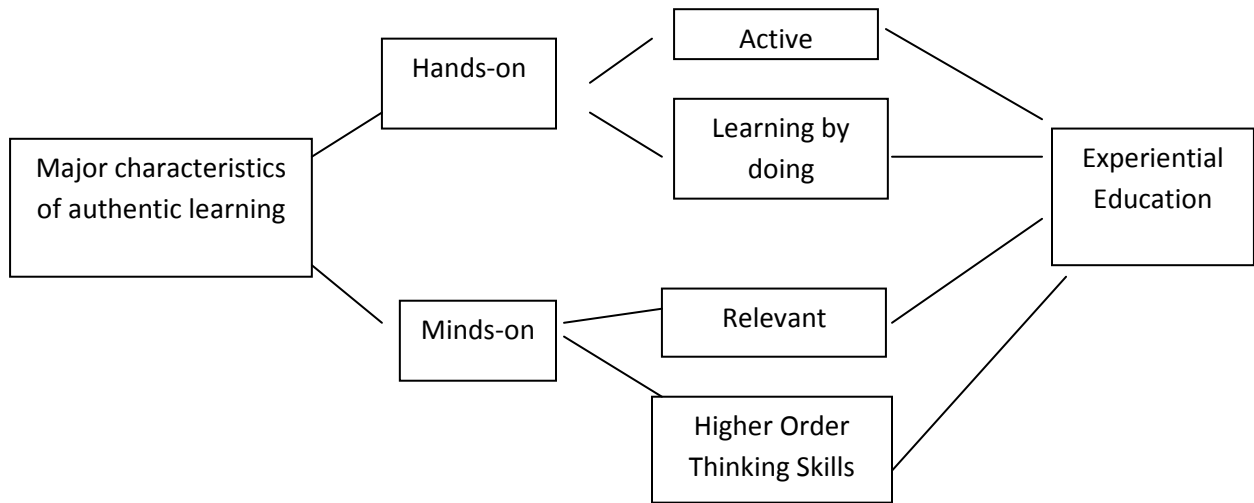 Major characteristics
of authentic learning
Hands-on
Minds-on
Active
Learning by
doing
Relevant
Higher Order
Thinking Skills
Experiential
Education